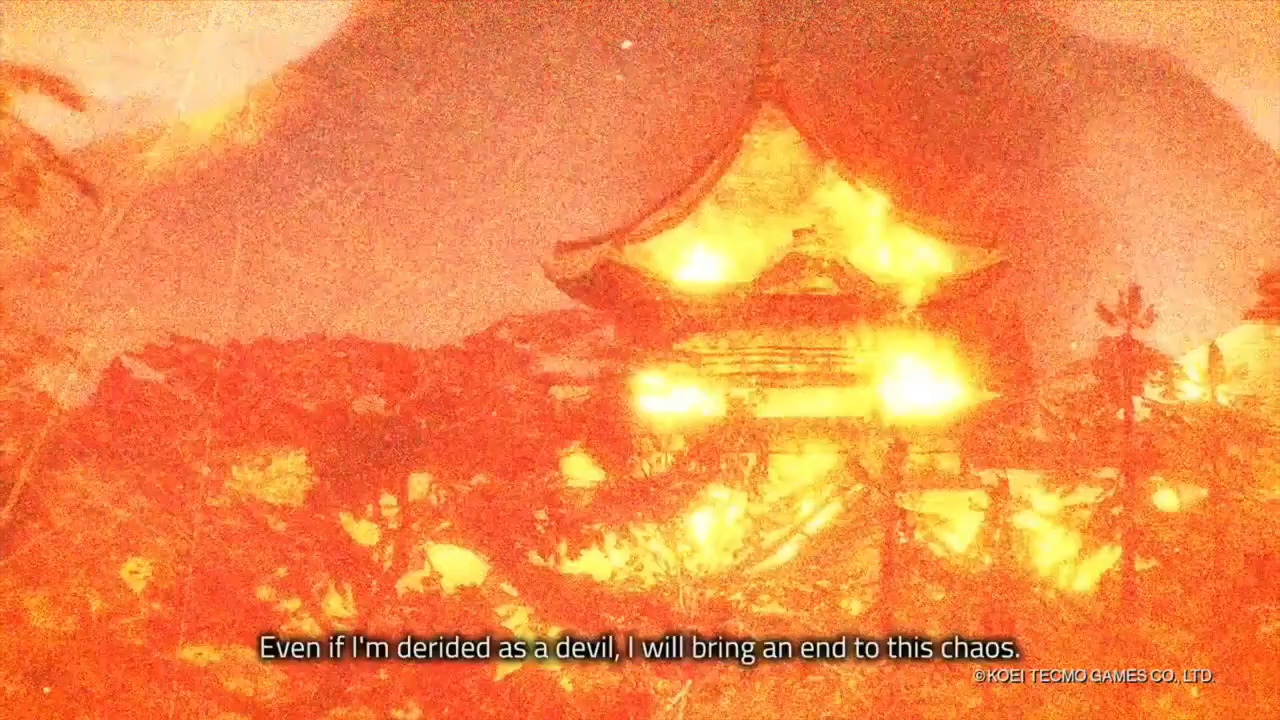 Even if I'm derided as a devil, I will bring an end to this chaos.
©KOEI TECMO GAMES CO., LTD.